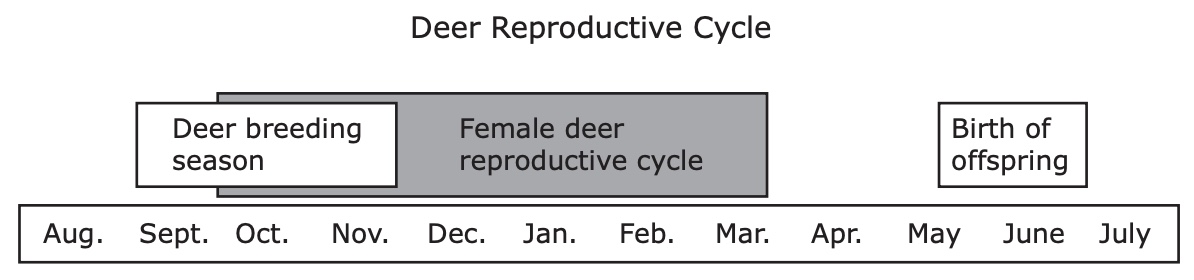 Deer Reproductive Cycle
Deer breeding
season
Female deer
reproductive cycle
Birth of
offspring
Aug. Sept. Oct. Nov. Dec. Jan. Feb. Mar. Apr. May June July